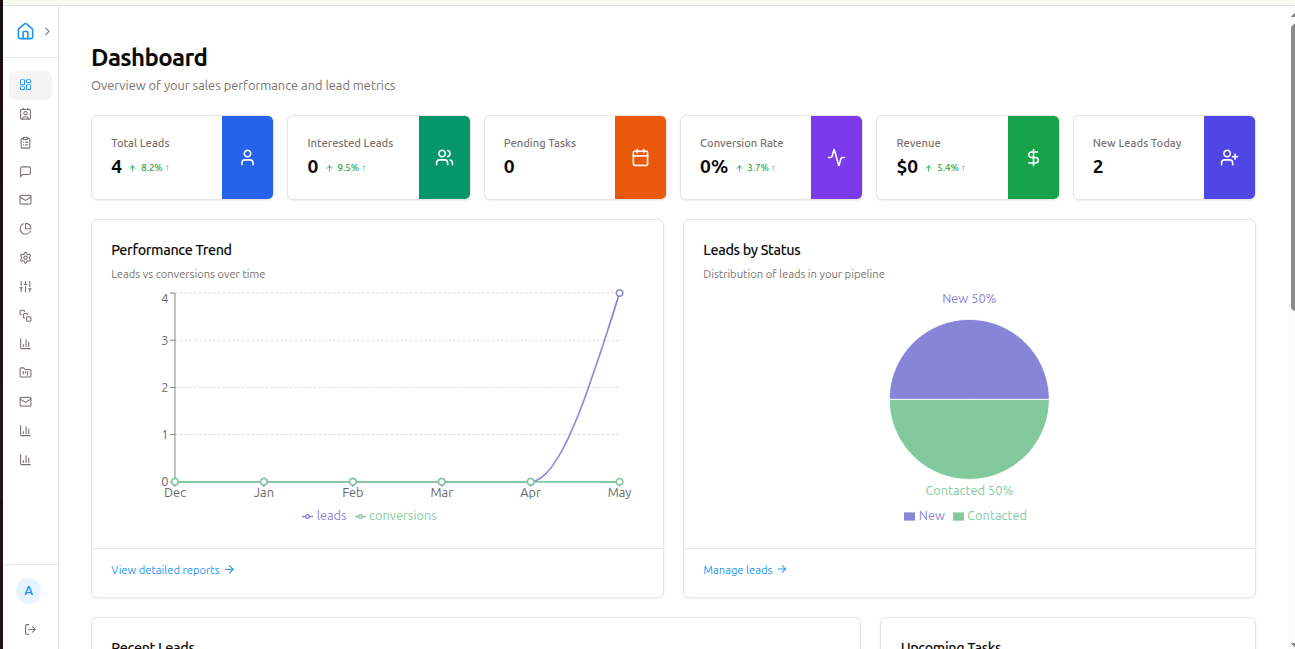 Dashboard
Overview of your sales performance and lead metrics
Total Leads
4 ↑ 8.2% ↑
Interested Leads
0 ↑ 9.5% ↑
Pending Tasks
0
Conversion Rate
0% ↑ 3.7% ↑
Revenue
$0 ↑ 5.4% ↑
New Leads Today
2
Performance Trend
Leads vs conversions over time
4
3
2
1
0
Dec Jan Feb Mar Apr May
leads conversions
View detailed reports →
Leads by Status
Distribution of leads in your pipeline
New 50%
Contacted 50%
New Contacted
Manage leads →
A
Recent Leads
Upcoming Tasks